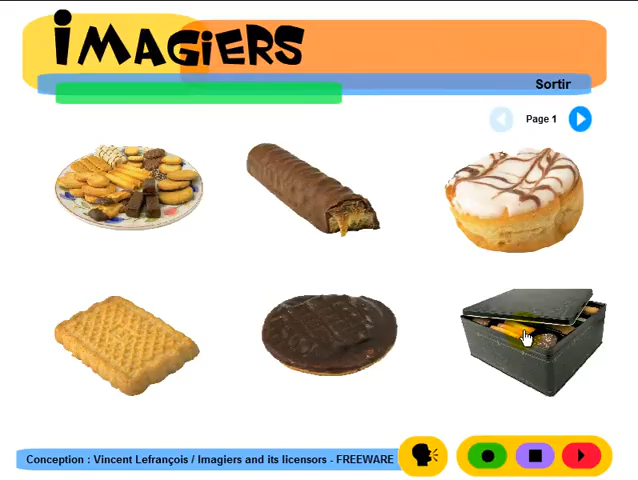 iMAGiERS
Sortir
Page 1
Conception : Vincent Lefrançois / Imagiers and its licensors - FREEWARE